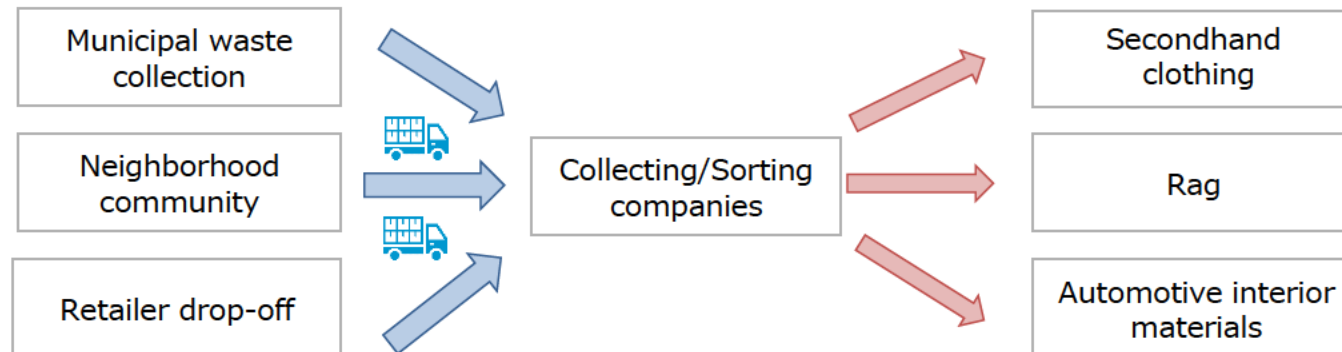 Municipal waste
collection
Neighborhood
community
Retailer drop-off
Collecting/Sorting
companies
Secondhand
clothing
Rag
Automotive interior
materials